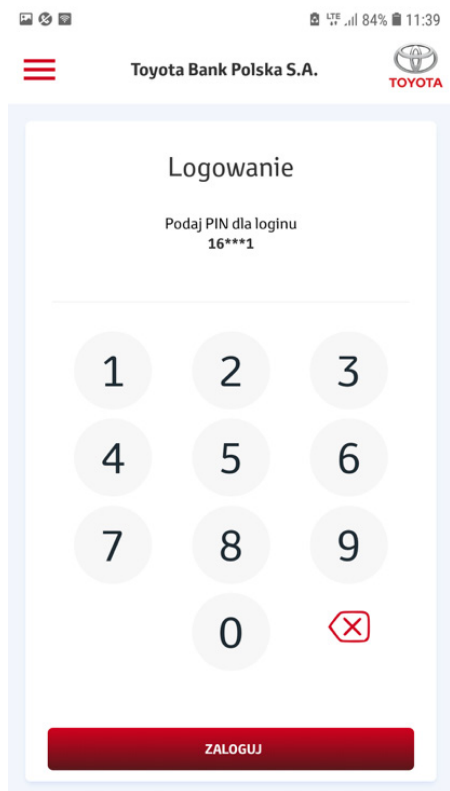 LTE 84% 11:39
Toyota Bank Polska S.A.
TOYOTA
Logowanie
Podaj PIN dla loginu
16***1
1 2 3
4 5 6
7 8 9
0
ZALOGUJ